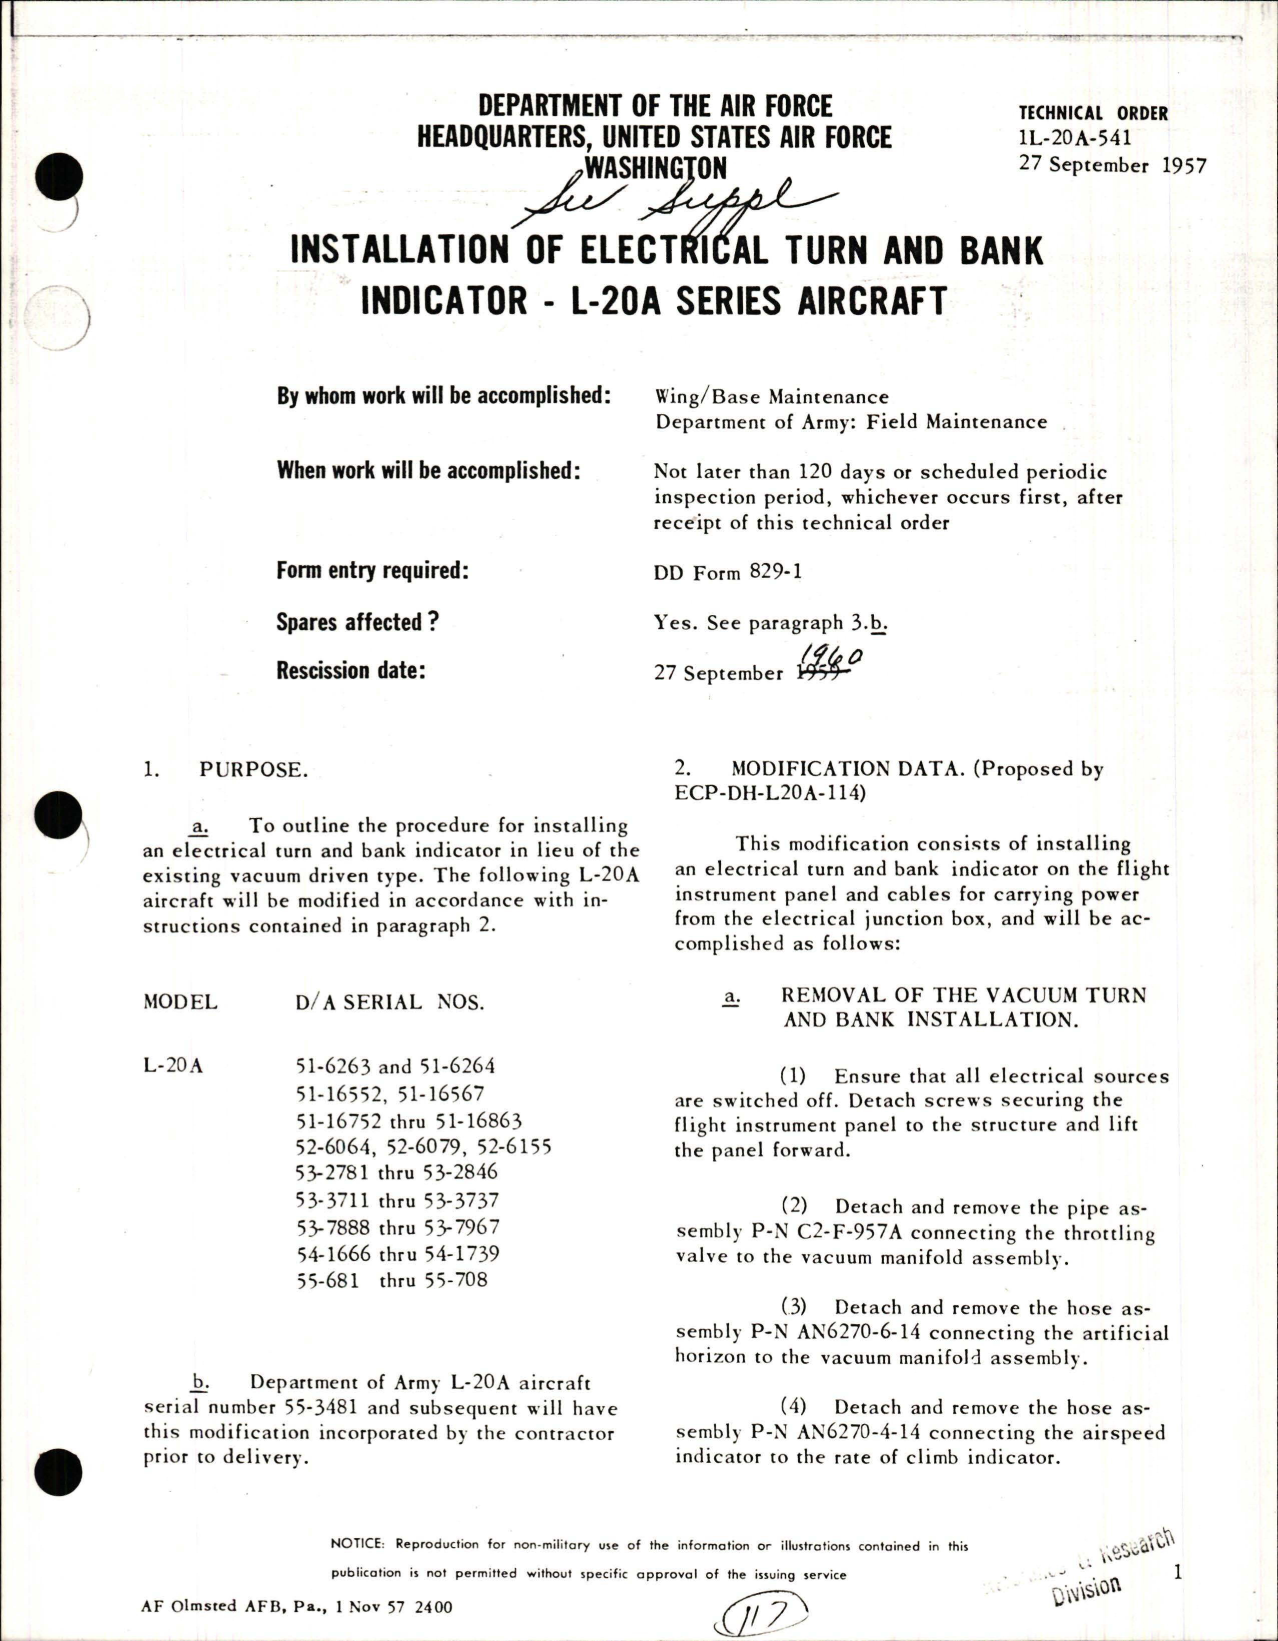 DEPARTMENT OF THE AIR FORCE
HEADQUARTERS, UNITED STATES AIR FORCE
WASHINGTON
TECHNICAL ORDER
1L-20A-541
27 September 1957
See Suppl
INSTALLATION OF ELECTRICAL TURN AND BANK
INDICATOR - L-20A SERIES AIRCRAFT
By whom work will be accomplished: Wing/Base Maintenance
Department of Army: Field Maintenance
When work will be accomplished: Not later than 120 days or scheduled periodic
inspection period, whichever occurs first, after
receipt of this technical order
Form entry required: DD Form 829-1
Spares affected? Yes. See paragraph 3.b.
1960
Rescission date: 27 September 1959
1. PURPOSE.
a. To outline the procedure for installing
an electrical turn and bank indicator in lieu of the
existing vacuum driven type. The following L-20A
aircraft will be modified in accordance with in-
structions contained in paragraph 2.
MODEL D/A SERIAL NOS.
L-20A 51-6263 and 51-6264
51-16552, 51-16567
51-16752 thru 51-16863
52-6064, 52-6079, 52-6155
53-2781 thru 53-2846
53-3711 thru 53-3737
53-7888 thru 53-7967
54-1666 thru 54-1739
55-681 thru 55-708
b. Department of Army L-20A aircraft
serial number 55-3481 and subsequent will have
this modification incorporated by the contractor
prior to delivery.
2. MODIFICATION DATA. (Proposed by
ECP-DH-L20A-114)
This modification consists of installing
an electrical turn and bank indicator on the flight
instrument panel and cables for carrying power
from the electrical junction box, and will be ac-
complished as follows:
a. REMOVAL OF THE VACUUM TURN
AND BANK INSTALLATION.
(1) Ensure that all electrical sources
are switched off. Detach screws securing the
flight instrument panel to the structure and lift
the panel forward.
(2) Detach and remove the pipe as-
sembly P-N C2-F-957A connecting the throttling
valve to the vacuum manifold assembly.
(3) Detach and remove the hose as-
sembly P-N AN6270-6-14 connecting the artificial
horizon to the vacuum manifold assembly.
(4) Detach and remove the hose as-
sembly P-N AN6270-4-14 connecting the airspeed
indicator to the rate of climb indicator.
NOTICE: Reproduction for non-military use of the information or illustrations contained in this
publication is not permitted without specific approval of the issuing service
Research
Division
1
AF Olmsted AFB, Pa., 1 Nov 57 2400
117